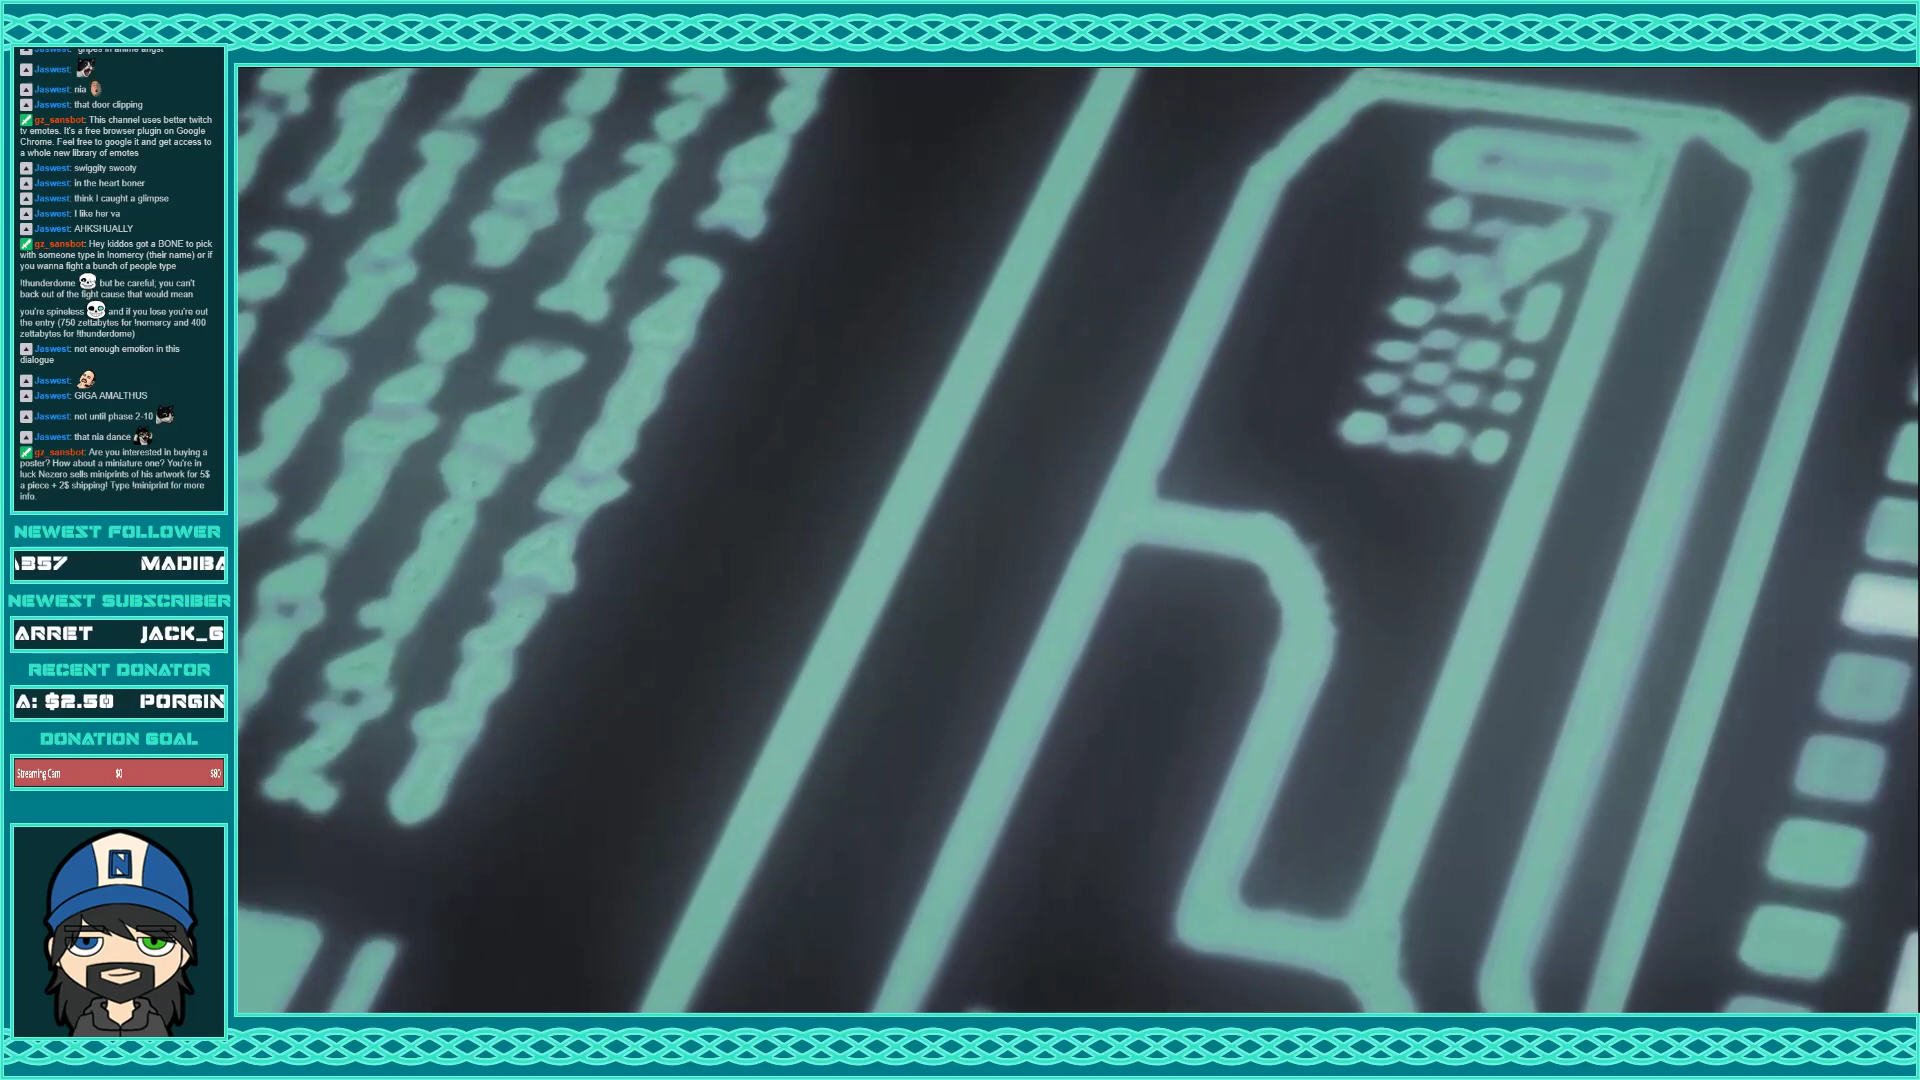 Jaswest: gripes in anime angst
Jaswest:
Jaswest: nia
Jaswest: that door clipping
gz_sansbot: This channel uses better twitch
tv emotes. It's a free browser plugin on Google
Chrome. Feel free to google it and get access to
a whole new library of emotes
Jaswest: swiggity swooty
Jaswest: in the heart boner
Jaswest: think I caught a glimpse
Jaswest: I like her va
Jaswest: AHKSHUALLY
gz_sansbot: Hey kiddos got a BONE to pick
with someone type in !nomercy (their name) or if
you wanna fight a bunch of people type
!thunderdome but be careful; you can't
back out of the fight cause that would mean
you're spineless and if you lose you're out
the entry (750 zettabytes for !nomercy and 400
zettabytes for !thunderdome)
Jaswest: not enough emotion in this
dialogue
Jaswest:
Jaswest: GIGA AMALTHUS
Jaswest: not until phase 2-10
Jaswest: that nia dance
gz_sansbot: Are you interested in buying a
poster? How about a miniature one? You're in
luck Nezero sells miniprints of his artwork for 5$
a piece + 2$ shipping! Type !miniprint for more
info.
NEWEST FOLLOWER
357 MADIBA
NEWEST SUBSCRIBER
ARRET JACK_G
RECENT DONATOR
A: $2.50 PORGIN
DONATION GOAL
Streaming Cam $0 $80
N